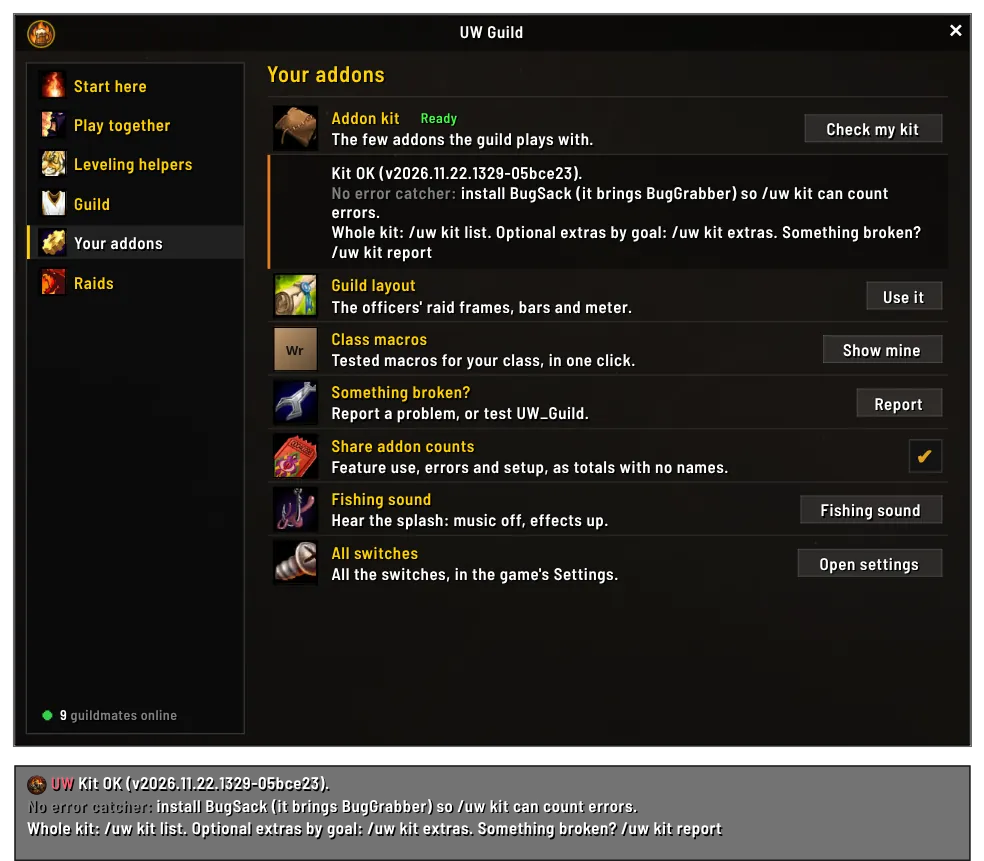 UW Guild
Start here
Play together
Leveling helpers
Guild
Your addons
Raids
9 guildmates online
Your addons
Addon kit Ready
The few addons the guild plays with.
Check my kit
Kit OK (v2026.11.22.1329-05bce23).
No error catcher: install BugSack (it brings BugGrabber) so /uw kit can count
errors.
Whole kit: /uw kit list. Optional extras by goal: /uw kit extras. Something broken?
/uw kit report
Guild layout
The officers' raid frames, bars and meter.
Use it
Wr
Class macros
Tested macros for your class, in one click.
Show mine
Something broken?
Report a problem, or test UW_Guild.
Report
Share addon counts
Feature use, errors and setup, as totals with no names.
Fishing sound
Hear the splash: music off, effects up.
Fishing sound
All switches
All the switches, in the game's Settings.
Open settings
UW Kit OK (v2026.11.22.1329-05bce23).
No error catcher: install BugSack (it brings BugGrabber) so /uw kit can count errors.
Whole kit: /uw kit list. Optional extras by goal: /uw kit extras. Something broken? /uw kit report